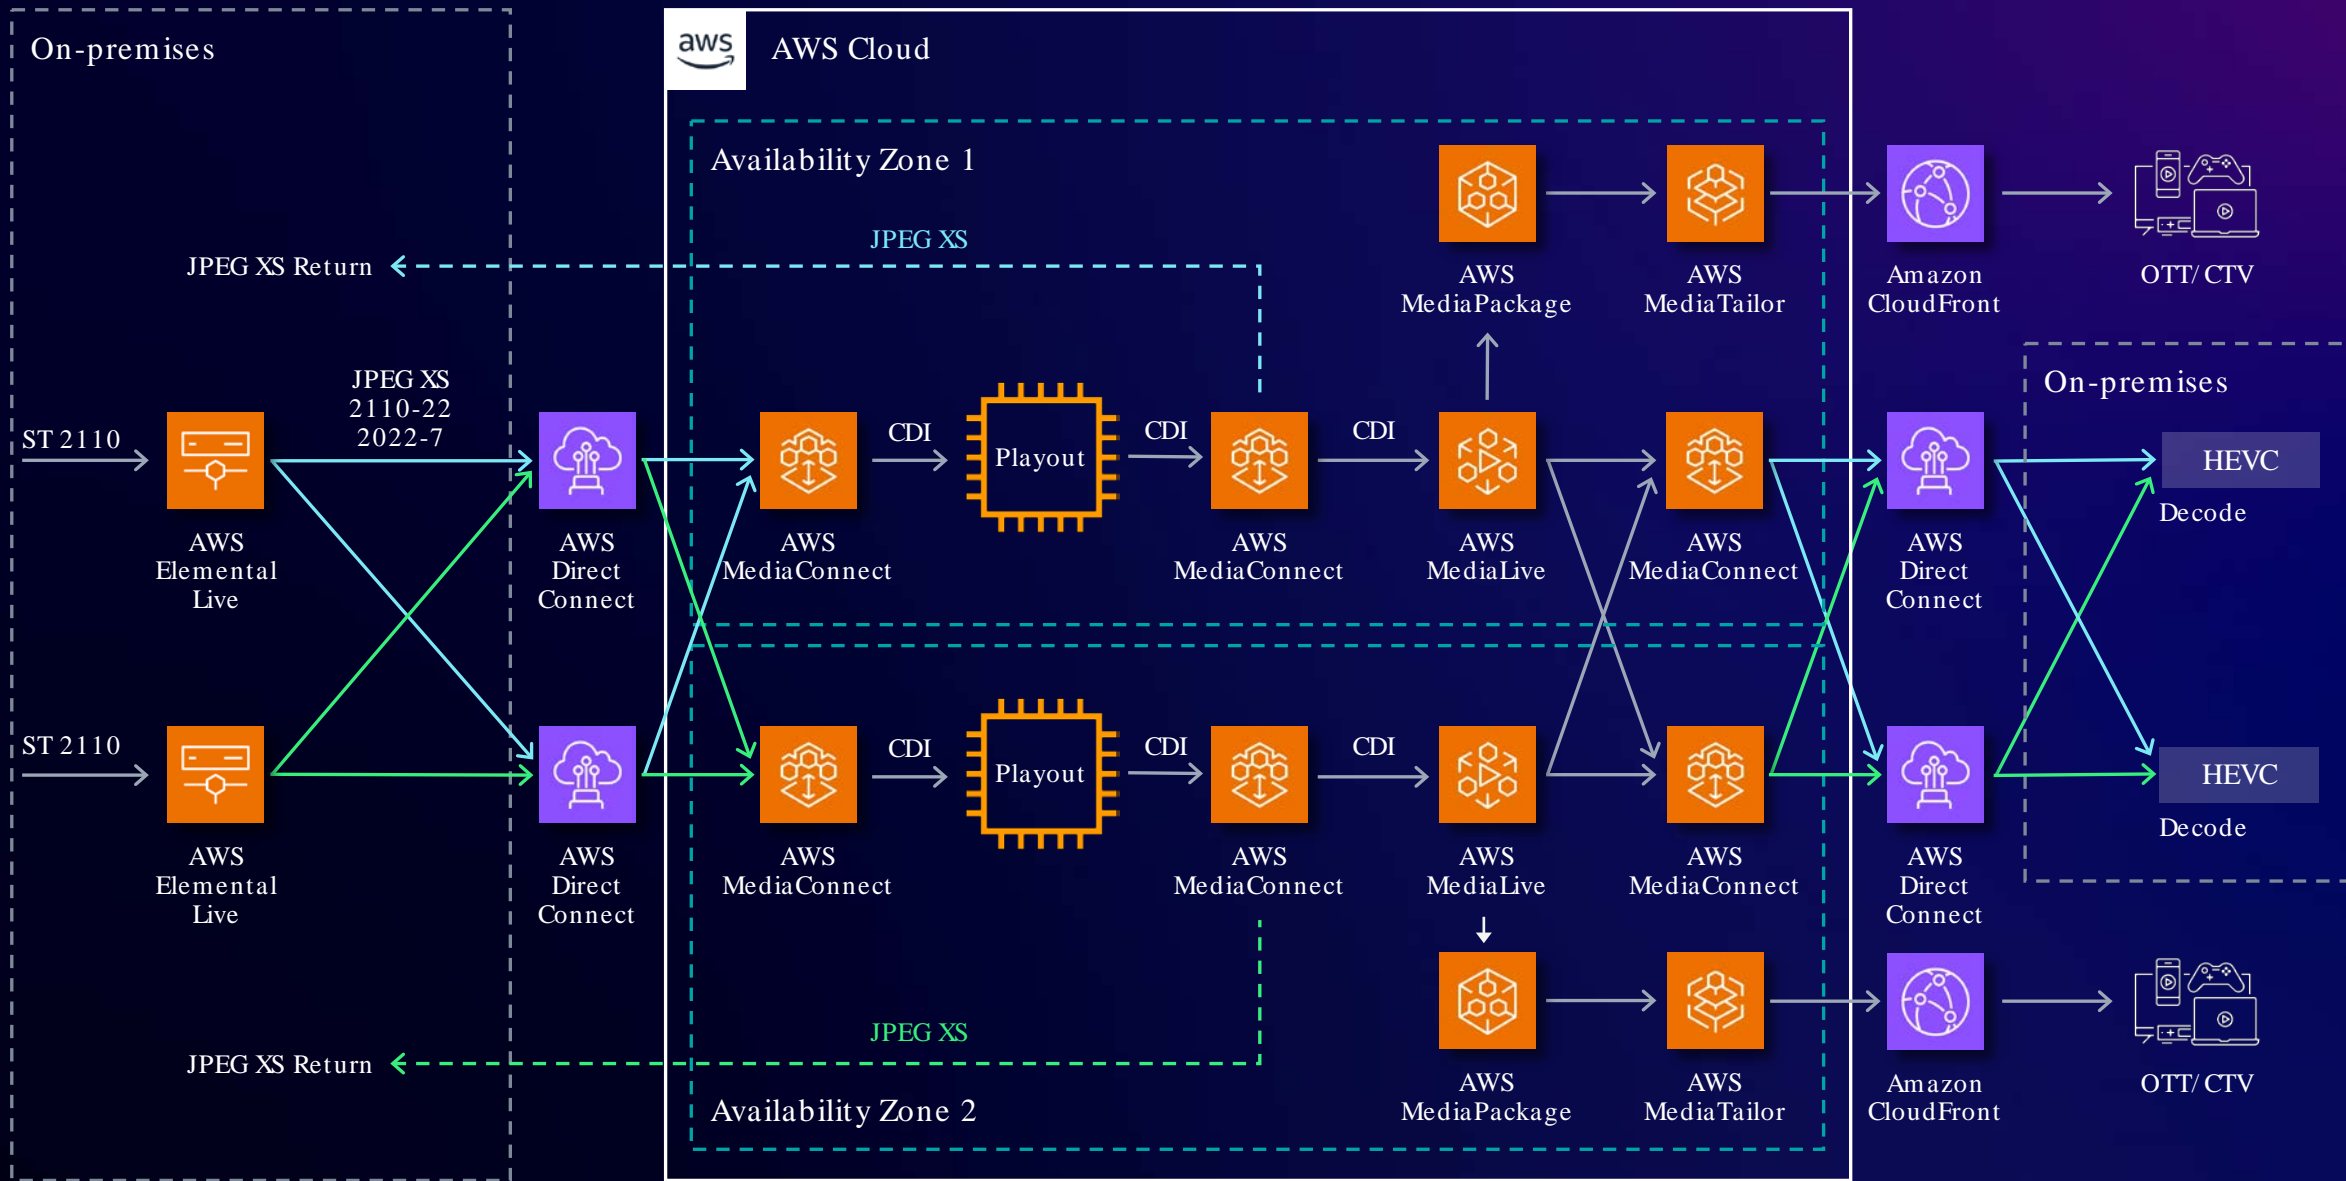 On-premises
aws
AWS Cloud
Availability Zone 1
JPEG XS
JPEG XS Return
AWS
MediaPackage
AWS
MediaTailor
Amazon
CloudFront
OTT/CTV
On-premises
JPEG XS
2110-22
2022-7
ST 2110
CDI
Playout
CDI
CDI
HEVC
Decode
AWS
Elemental
Live
AWS
Direct
Connect
AWS
MediaConnect
AWS
MediaConnect
AWS
MediaLive
AWS
MediaConnect
AWS
Direct
Connect
ST 2110
CDI
Playout
CDI
CDI
HEVC
Decode
AWS
Elemental
Live
AWS
Direct
Connect
AWS
MediaConnect
AWS
MediaConnect
AWS
MediaLive
AWS
MediaConnect
AWS
Direct
Connect
JPEG XS
JPEG XS Return
AWS
MediaPackage
AWS
MediaTailor
Amazon
CloudFront
OTT/CTV
Availability Zone 2